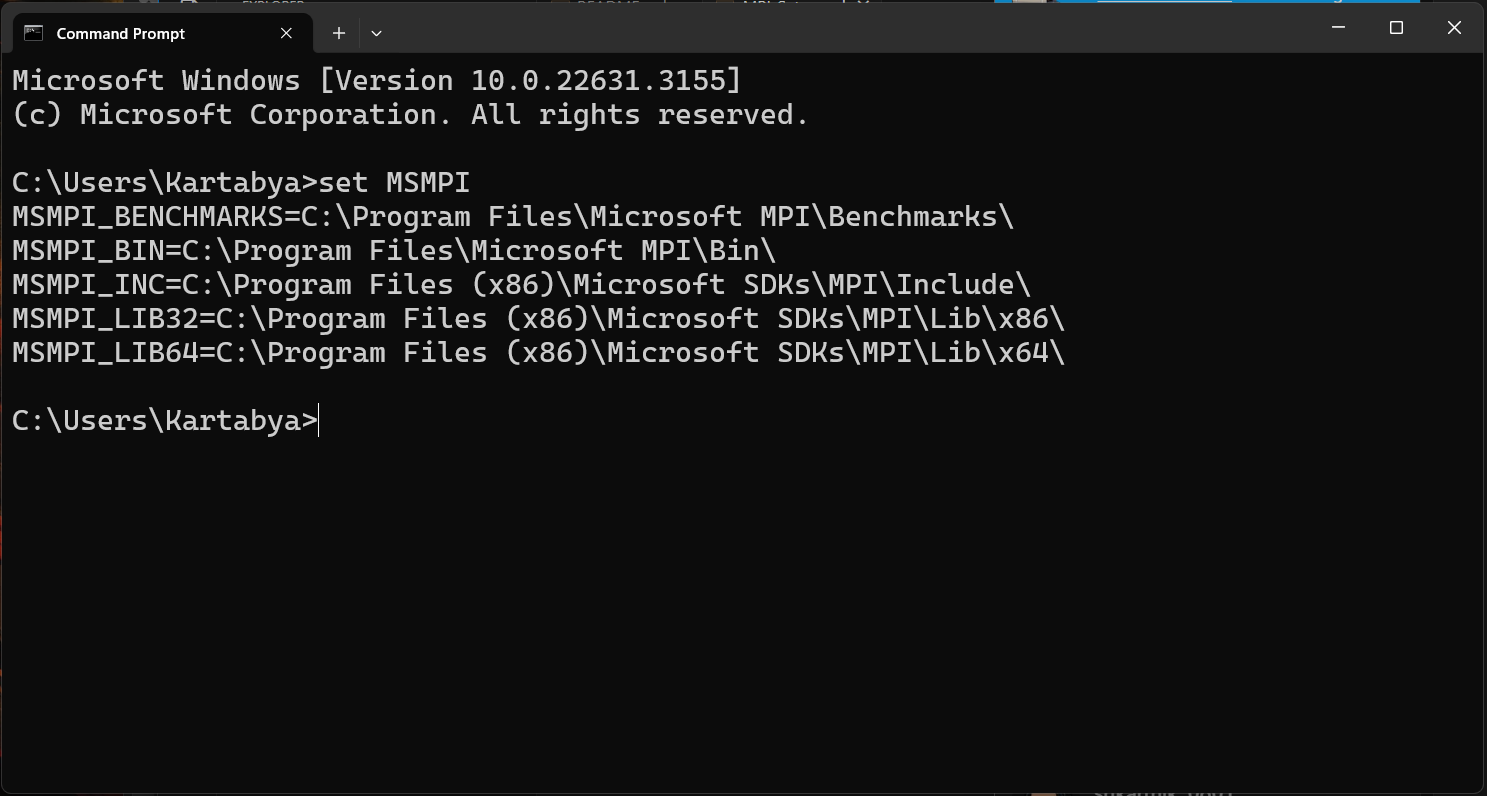 Command Prompt
Microsoft Windows [Version 10.0.22631.3155]
(c) Microsoft Corporation. All rights reserved.
C:\Users\Kartabya>set MSMPI
MSMPI_BENCHMARKS=C:\Program Files\Microsoft MPI\Benchmarks\
MSMPI_BIN=C:\Program Files\Microsoft MPI\Bin\
MSMPI_INC=C:\Program Files (x86)\Microsoft SDKs\MPI\Include\
MSMPI_LIB32=C:\Program Files (x86)\Microsoft SDKs\MPI\Lib\x86\
MSMPI_LIB64=C:\Program Files (x86)\Microsoft SDKs\MPI\Lib\x64\
C:\Users\Kartabya>